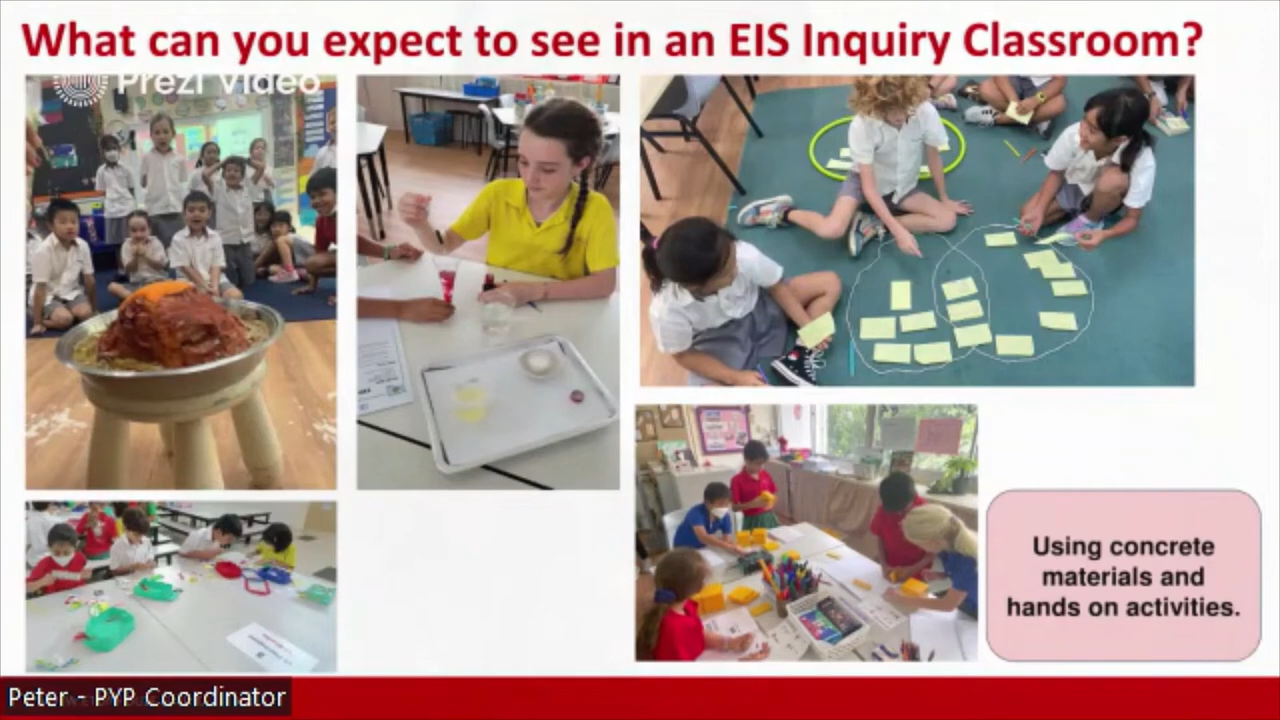 What can you expect to see in an EIS Inquiry Classroom?
Prezi Video
Using concrete
materials and
hands on activities.
Peter - PYP Coordinator